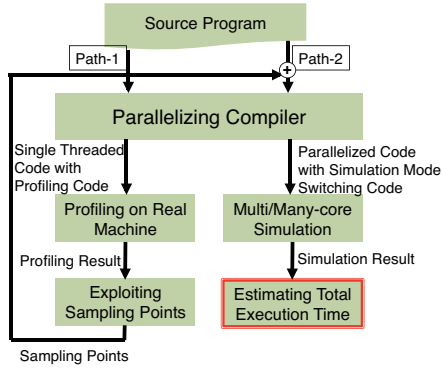 Source Program
Path-1
Path-2
+
Parallelizing Compiler
Single Threaded
Code with
Profiling Code
Parallelized Code
with Simulation Mode
Switching Code
Profiling on Real
Machine
Multi/Many-core
Simulation
Profiling Result
Simulation Result
Exploiting
Sampling Points
Estimating Total
Execution Time
Sampling Points